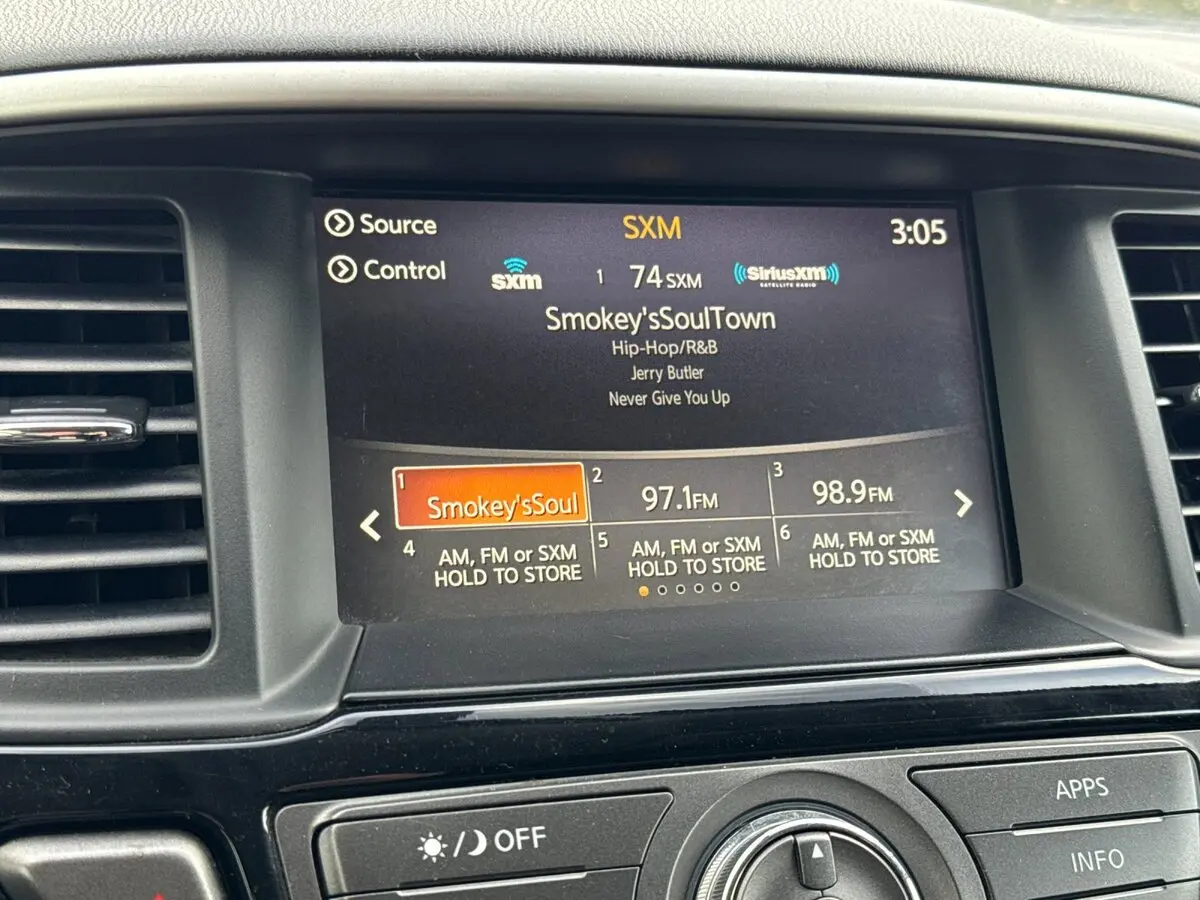 Source
SXM
3:05
Control
sxm
1
74 SXM
((SiriusXM))
SATELLITE RADIO
Smokey'sSoulTown
Hip-Hop/R&B
Jerry Butler
Never Give You Up
1 Smokey'sSoul
2 97.1FM
3 98.9FM
4 AM, FM or SXM
HOLD TO STORE
5 AM, FM or SXM
HOLD TO STORE
6 AM, FM or SXM
HOLD TO STORE
/ OFF
APPS
INFO